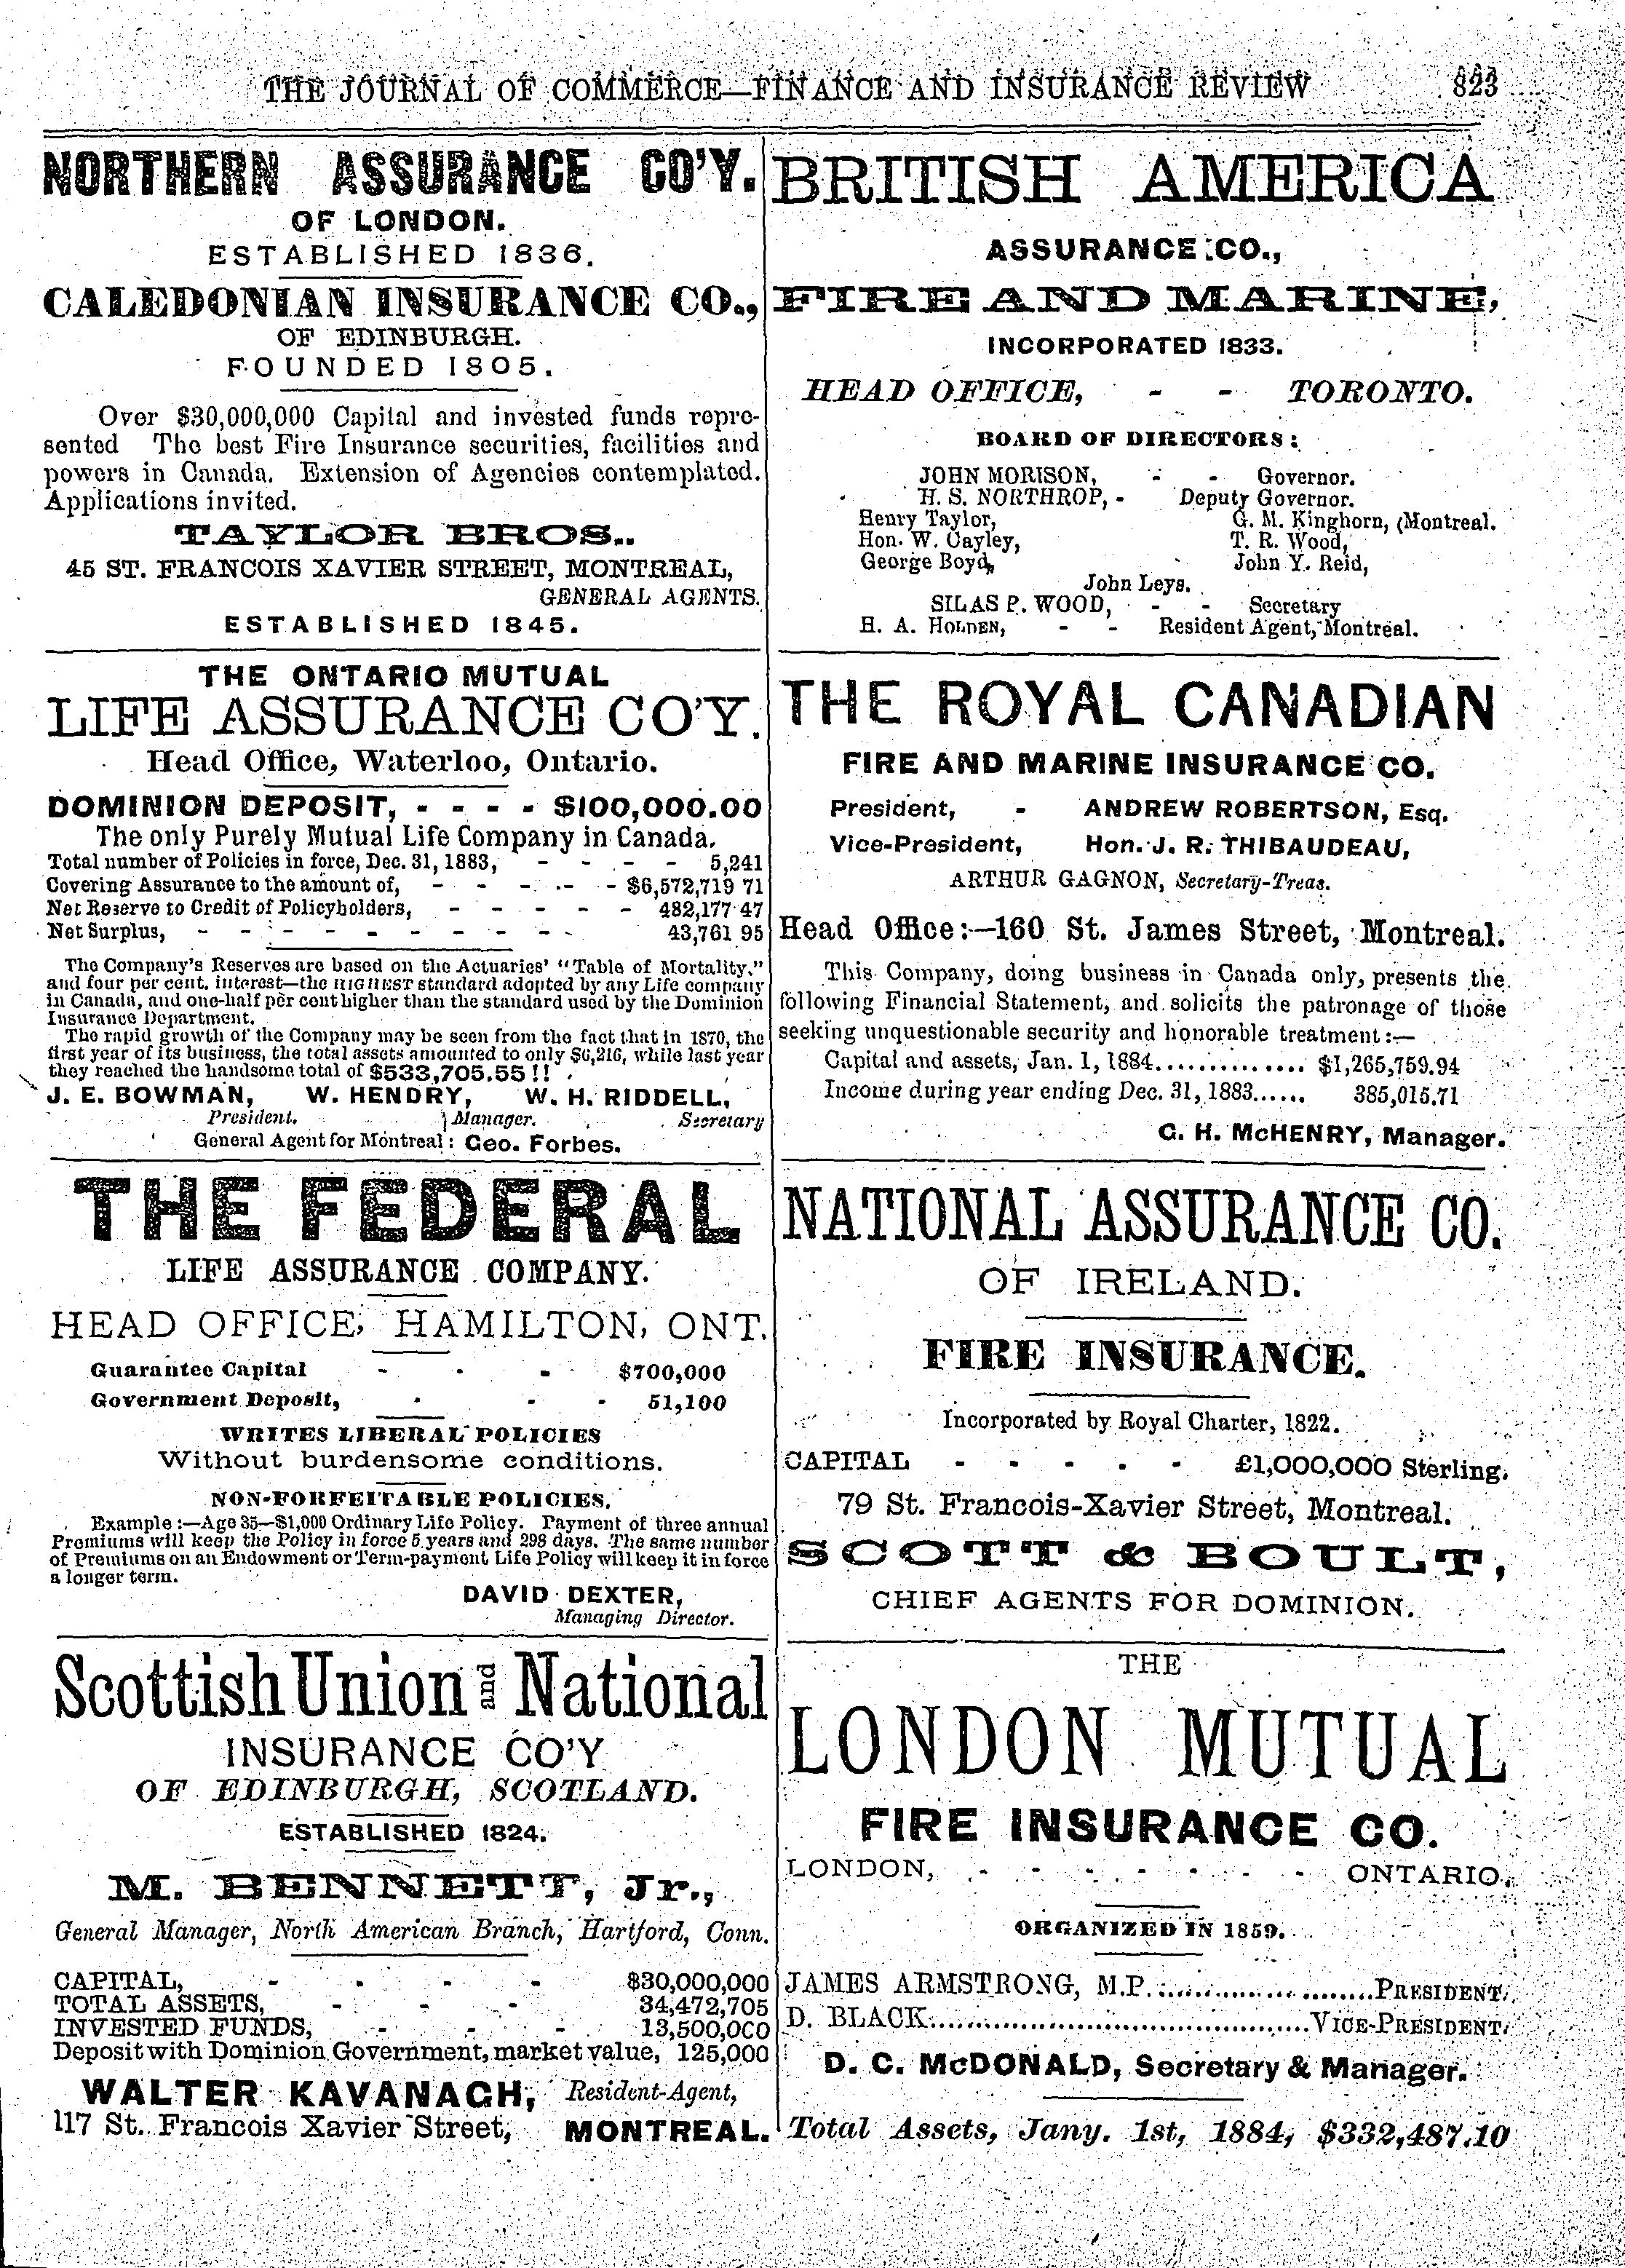 THE JOURNAL OF COMMERCE—FINANCE AND INSURANCE REVIEW 823
NORTHERN ASSURANCE CO'Y.
OF LONDON.
ESTABLISHED 1836.
CALEDONIAN INSURANCE CO.,
OF EDINBURGH.
FOUNDED 1805.
Over $30,000,000 Capital and invested funds repre-
sented The best Fire Insurance securities, facilities and
powers in Canada. Extension of Agencies contemplated.
Applications invited.
TAYLOR BROS..
45 ST. FRANCOIS XAVIER STREET, MONTREAL,
GENERAL AGENTS.
ESTABLISHED 1845.
THE ONTARIO MUTUAL
LIFE ASSURANCE CO'Y.
Head Office, Waterloo, Ontario.
DOMINION DEPOSIT, - - - - $100,000.00
The only Purely Mutual Life Company in Canada.
Total number of Policies in force, Dec. 31, 1883, - - - - 5,241
Covering Assurance to the amount of, - - - - - $6,572,719 71
Net Reserve to Credit of Policyholders, - - - - - 482,177 47
Net Surplus, - - - - - - - - - 43,761 95
The Company's Reserves are based on the Actuaries' "Table of Mortality,"
and four per cent. interest—the HIGHEST standard adopted by any Life company
in Canada, and one-half per cent higher than the standard used by the Dominion
Insurance Department.
The rapid growth of the Company may be seen from the fact that in 1870, the
first year of its business, the total assets amounted to only $6,216, while last year
they reached the handsome total of $533,705.55!!
J. E. BOWMAN, W. HENDRY, W. H. RIDDELL,
President. Manager. Secretary
General Agent for Montreal: Geo. Forbes.
THE FEDERAL
LIFE ASSURANCE COMPANY.
HEAD OFFICE, HAMILTON, ONT.
Guarantee Capital - - - $700,000
Government Deposit, - - - 51,100
WRITES LIBERAL POLICIES
Without burdensome conditions.
NON-FORFEITABLE POLICIES.
Example:—Age 35—$1,000 Ordinary Life Policy. Payment of three annual
Premiums will keep the Policy in force 5 years and 298 days. The same number
of Premiums on an Endowment or Term-payment Life Policy will keep it in force
a longer term.
DAVID DEXTER,
Managing Director.
Scottish Union and National
INSURANCE CO'Y
OF EDINBURGH, SCOTLAND.
ESTABLISHED 1824.
M. BENNETT, Jr.,
General Manager, North American Branch, Hartford, Conn.
CAPITAL, - - - - $30,000,000
TOTAL ASSETS, - - - 34,472,705
INVESTED FUNDS, - - - 13,500,000
Deposit with Dominion Government, market value, 125,000
WALTER KAVANAGH, Resident-Agent,
117 St. Francois Xavier Street, MONTREAL.
BRITISH AMERICA
ASSURANCE CO.,
FIRE AND MARINE,
INCORPORATED 1833.
HEAD OFFICE, - - TORONTO.
BOARD OF DIRECTORS:
JOHN MORISON, - - Governor.
H. S. NORTHROP, - Deputy Governor.
Henry Taylor, G. M. Kinghorn, (Montreal.
Hon. W. Cayley, T. R. Wood,
George Boyd, John Y. Reid,
John Leys.
SILAS P. WOOD, - - Secretary
H. A. HOLDEN, - - Resident Agent, Montreal.
THE ROYAL CANADIAN
FIRE AND MARINE INSURANCE CO.
President, - ANDREW ROBERTSON, Esq.
Vice-President, Hon. J. R. THIBAUDEAU,
ARTHUR GAGNON, Secretary-Treas.
Head Office:—160 St. James Street, Montreal.
This Company, doing business in Canada only, presents the
following Financial Statement, and solicits the patronage of those
seeking unquestionable security and honorable treatment:—
Capital and assets, Jan. 1, 1884.............. $1,265,759.94
Income during year ending Dec. 31, 1883...... 385,015.71
C. H. McHENRY, Manager.
NATIONAL ASSURANCE CO.
OF IRELAND.
FIRE INSURANCE.
Incorporated by Royal Charter, 1822.
CAPITAL - - - - - £1,000,000 Sterling.
79 St. Francois-Xavier Street, Montreal.
SCOTT & BOULT,
CHIEF AGENTS FOR DOMINION.
THE
LONDON MUTUAL
FIRE INSURANCE CO.
LONDON, - - - - - - - ONTARIO.
ORGANIZED IN 1859.
JAMES ARMSTRONG, M.P. ........................PRESIDENT.
D. BLACK........................................VICE-PRESIDENT.
D. C. McDONALD, Secretary & Manager.
Total Assets, Jany. 1st, 1884, $332,487.10